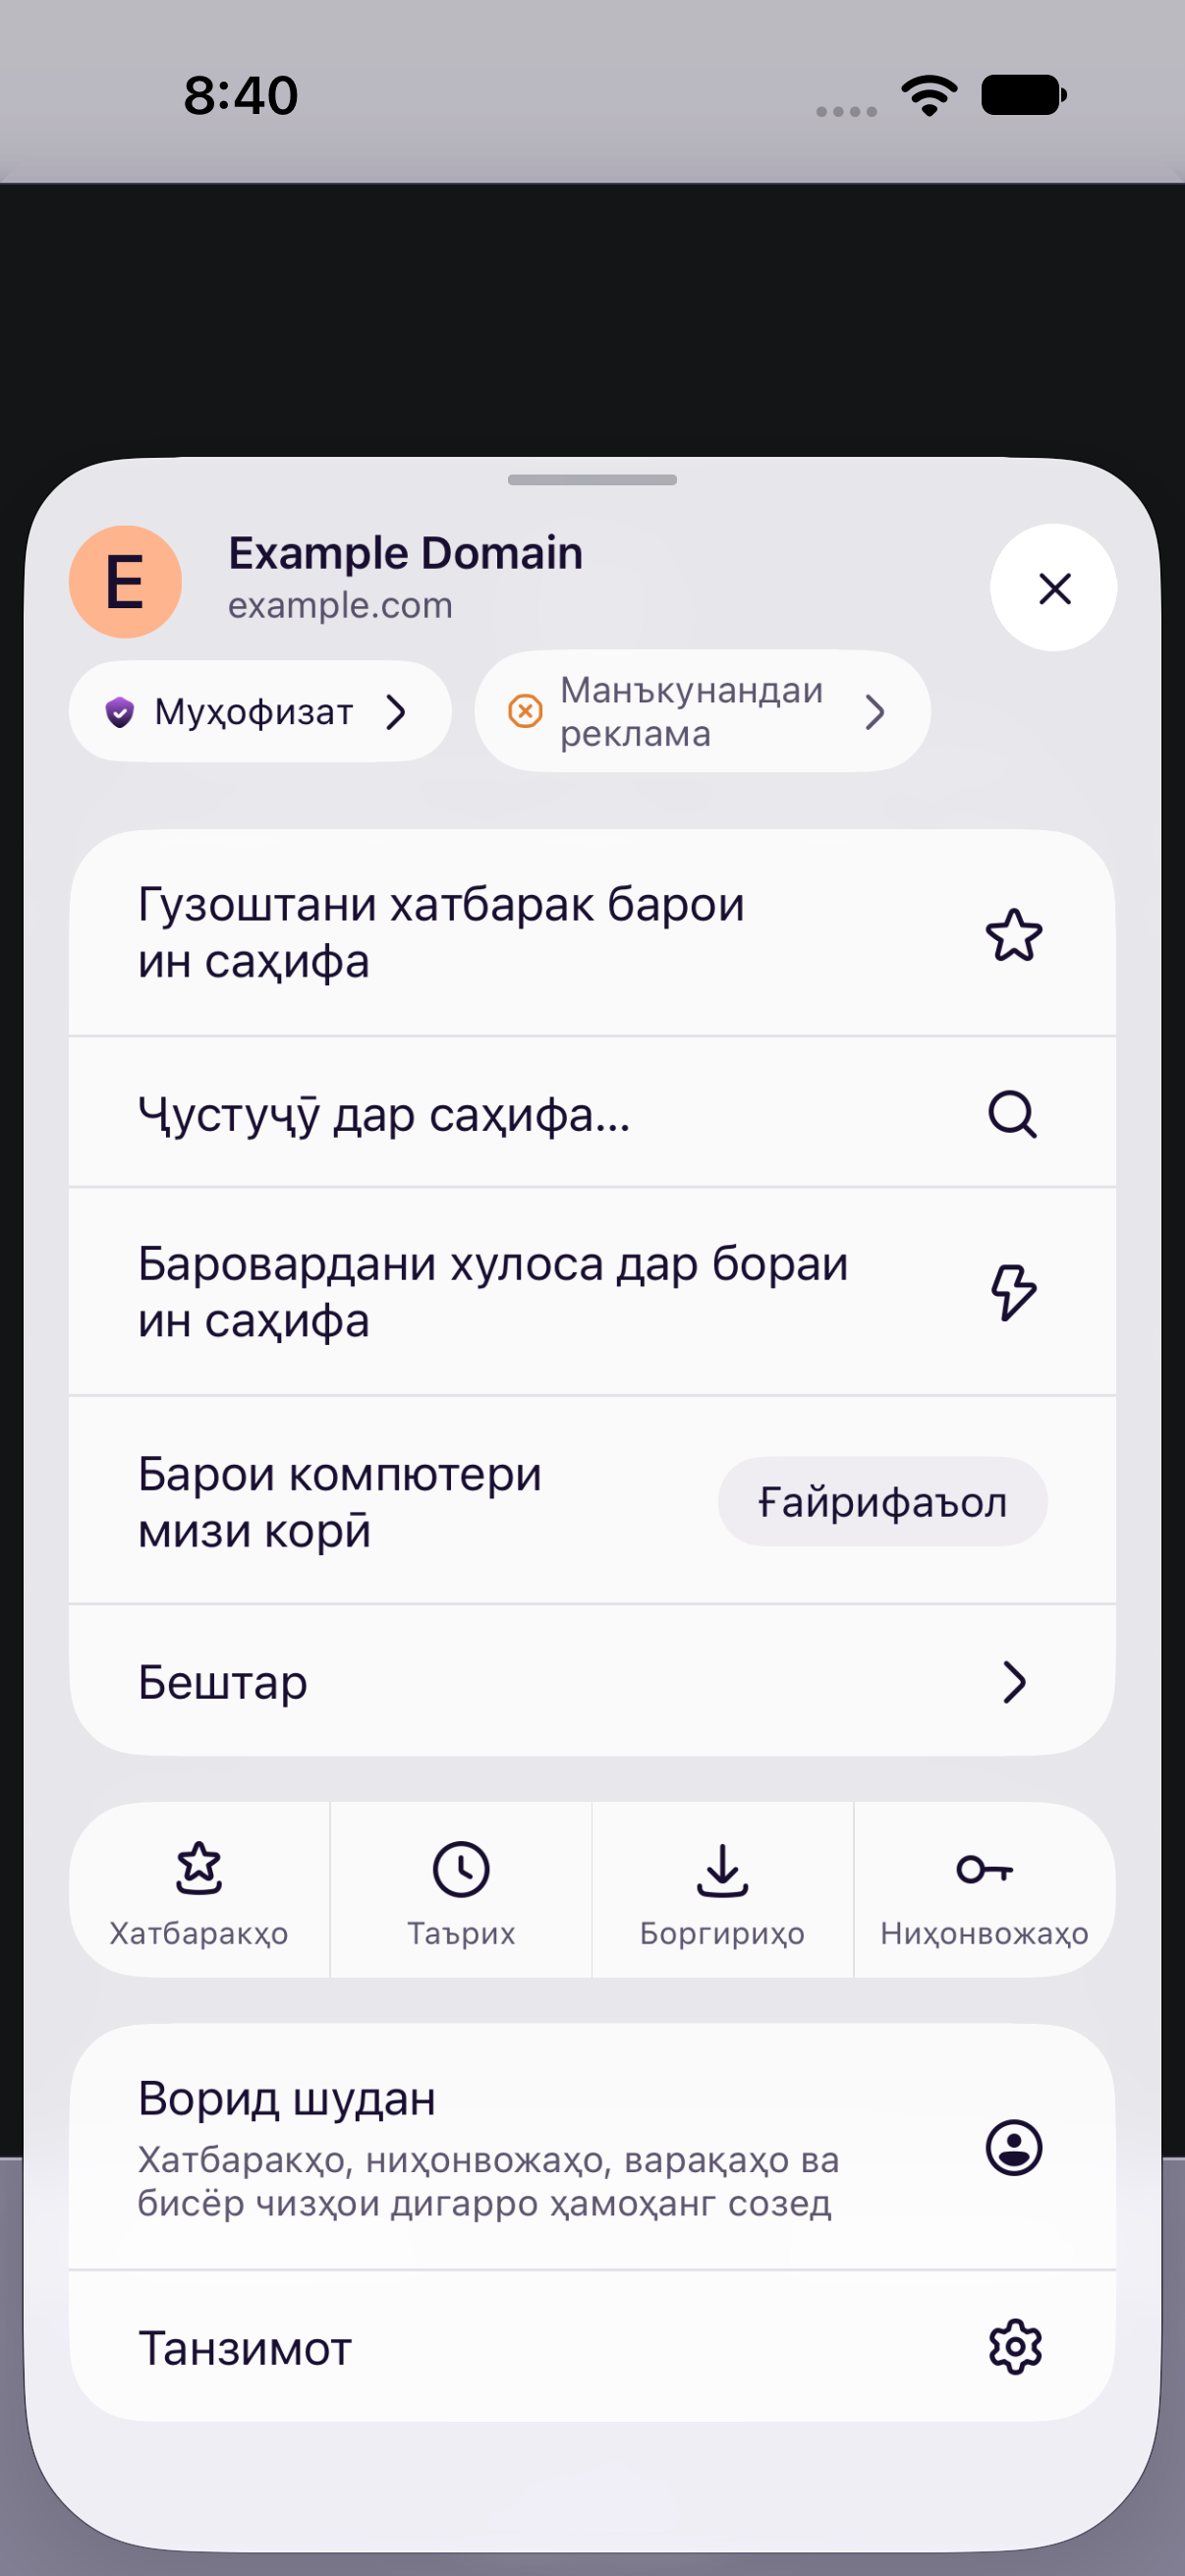 8:40
E
Example Domain
example.com
Муҳофизат
Манъкунандаи
реклама
Гузоштани хатбарак барои
ин саҳифа
Ҷустуҷӯ дар саҳифа...
Баровардани хулоса дар бораи
ин саҳифа
Барои компютери
мизи корӣ
Ғайрифаъол
Бештар
Хатбаракҳо
Таърих
Боргириҳо
Ниҳонвожаҳо
Ворид шудан
Хатбаракҳо, ниҳонвожаҳо, варақаҳо ва
бисёр чизҳои дигарро ҳамоҳанг созед
Танзимот